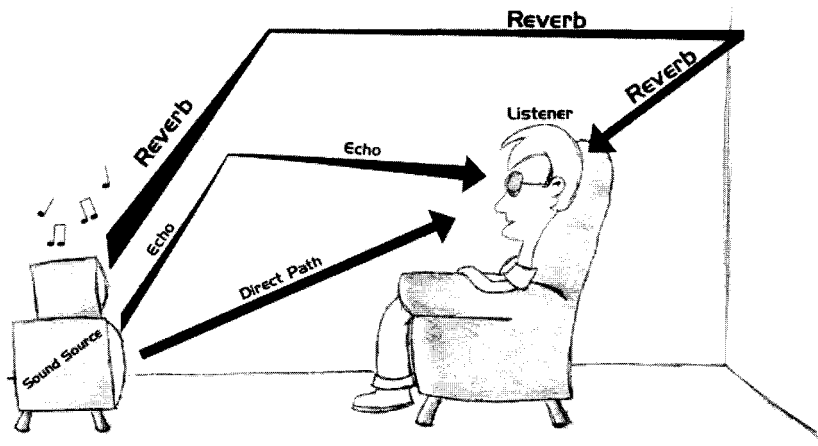 Reverb
Reverb
Reverb
Listener
Echo
Echo
Direct Path
Sound Source